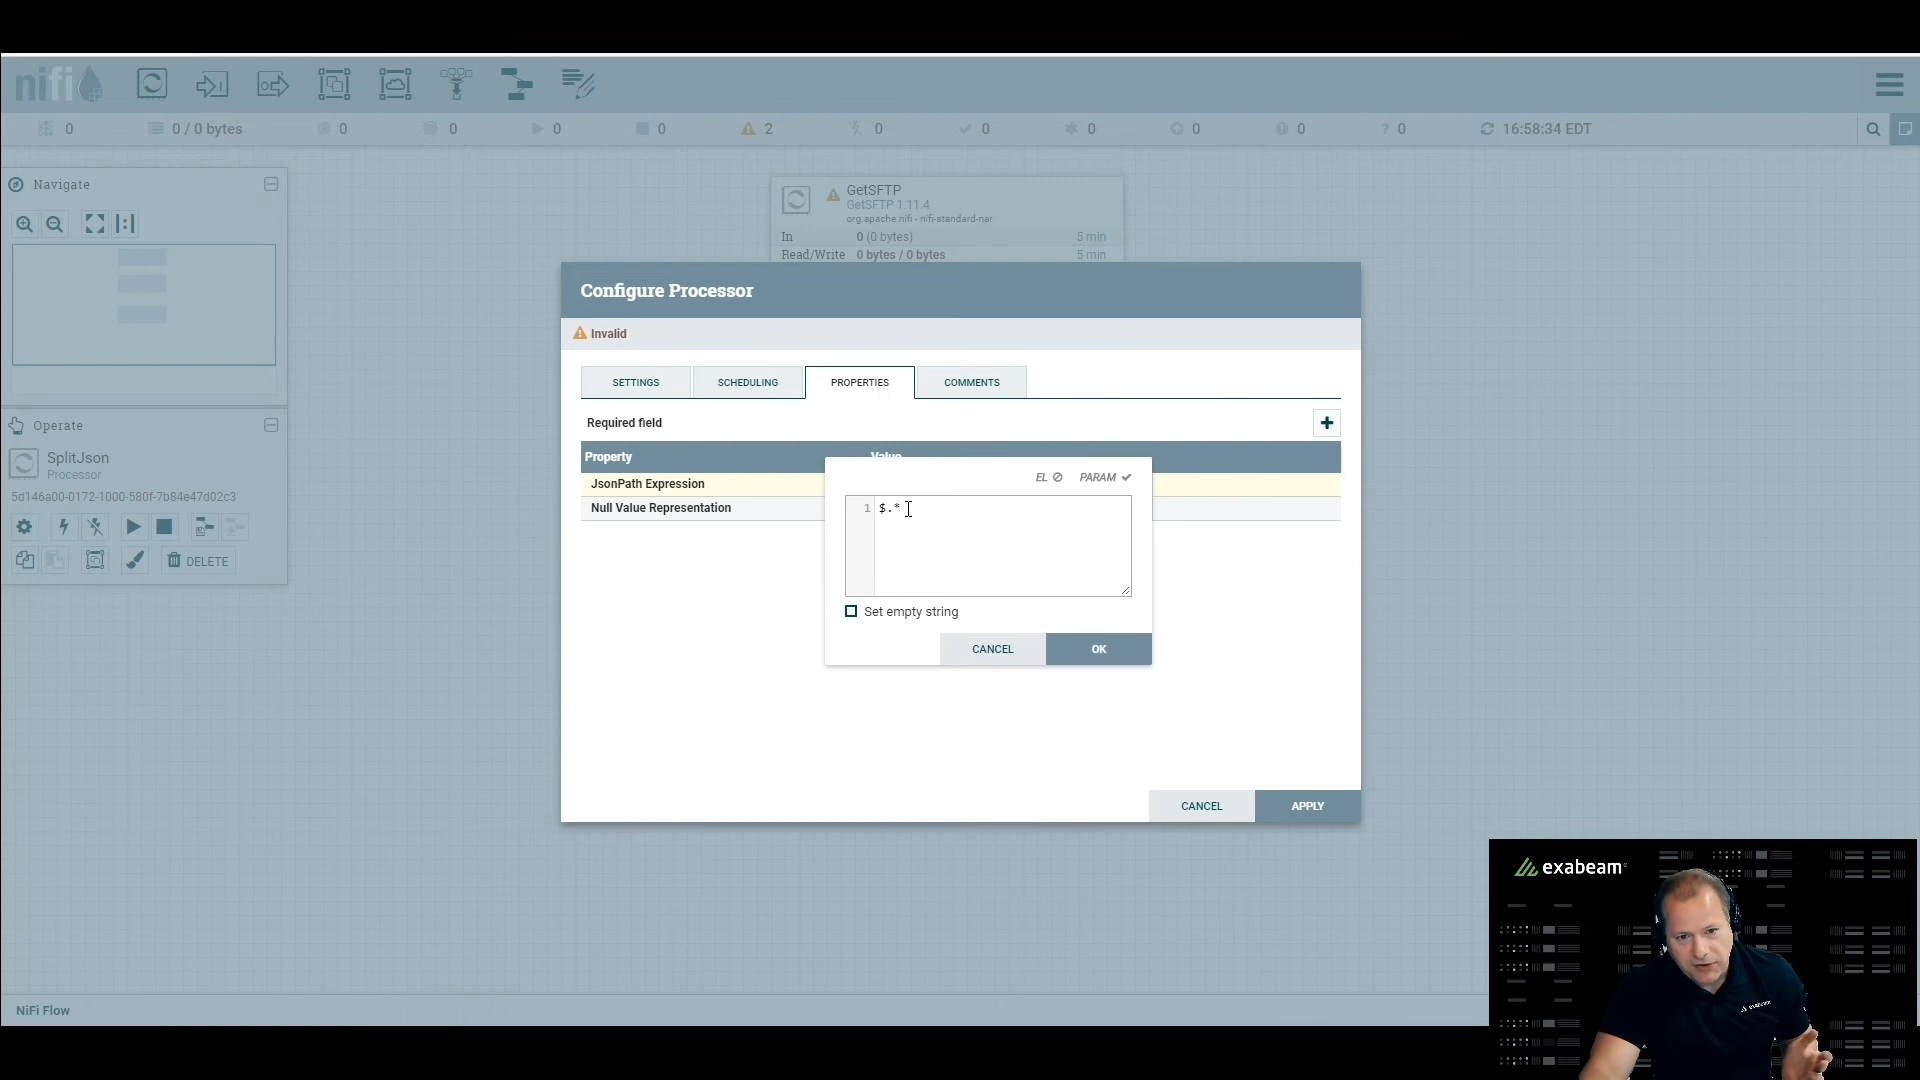 nifi
0
0 / 0 bytes
0
0
0
0
2
0
0
0
0
0
0
16:58:34 EDT
Navigate
GetSFTP
GetSFTP 1.11.4
org.apache.nifi - nifi-standard-nar
In 0 (0 bytes) 5 min
Read/Write 0 bytes / 0 bytes 5 min
Operate
SplitJson
Processor
5d146a00-0172-1000-580f-7b84e47d02c3
DELETE
Configure Processor
Invalid
SETTINGS
SCHEDULING
PROPERTIES
COMMENTS
Required field
Property Value
JsonPath Expression
Null Value Representation
EL PARAM
1 $.*
Set empty string
CANCEL
OK
CANCEL
APPLY
exabeam
exabeam
NiFi Flow